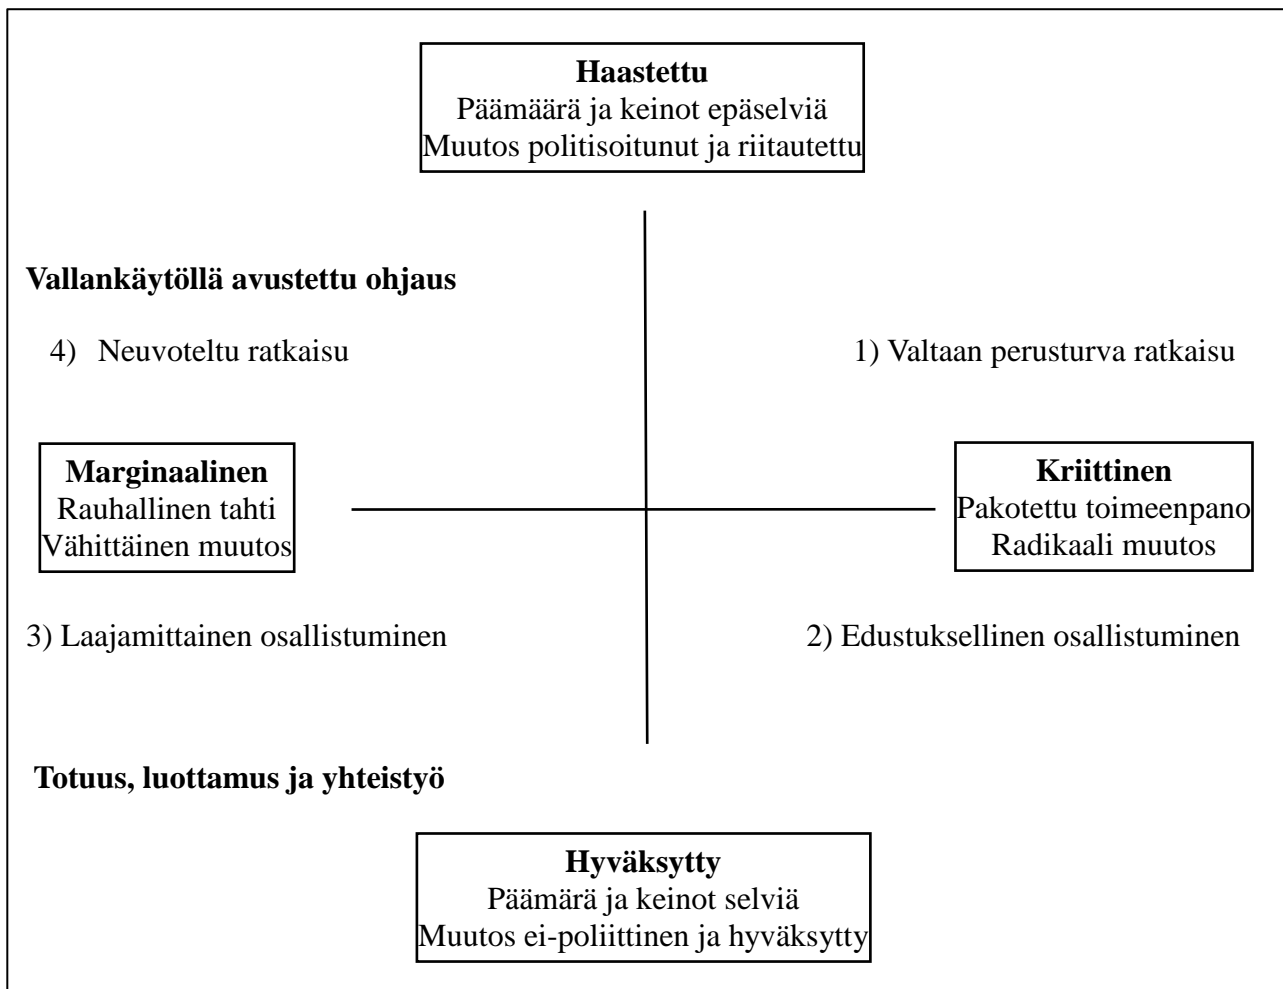 Haastettu
Päämäärä ja keinot epäselviä
Muutos politisoitunut ja riitautettu
Vallankäytöllä avustettu ohjaus
4) Neuvoteltu ratkaisu
1) Valtaan perusturva ratkaisu
Marginaalinen
Rauhallinen tahti
Vähittäinen muutos
Kriittinen
Pakotettu toimeenpano
Radikaali muutos
3) Laajamittainen osallistuminen
2) Edustuksellinen osallistuminen
Totuus, luottamus ja yhteistyö
Hyväksytty
Päämärä ja keinot selviä
Muutos ei-poliittinen ja hyväksytty